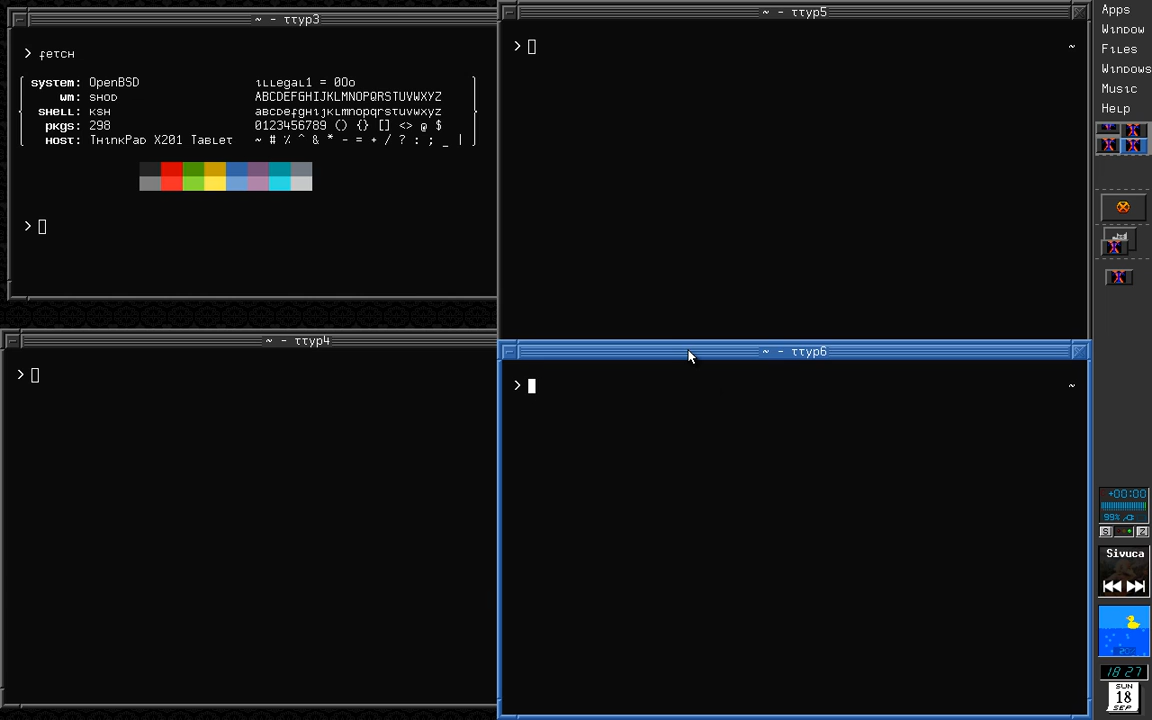 ~ - ttyp3
> fetch
system: OpenBSD
wm: shod
shell: ksh
pkgs: 298
host: ThinkPad X201 Tablet
illegal1 = 0Oo
ABCDEFGHIJKLMNOPQRSTUVWXYZ
abcdefghijklmnopqrstuvwxyz
0123456789 () {} [] <> @ $
~ # % ^ & * - = + / ? : ; _ |
>
~ - ttyp5
> ~
~ - ttyp4
>
~ - ttyp6
> ~
Apps
Window
Files
Windows
Music
Help
+00:00
99%
S Z
Sivuca
18:27
SUN
18
SEP